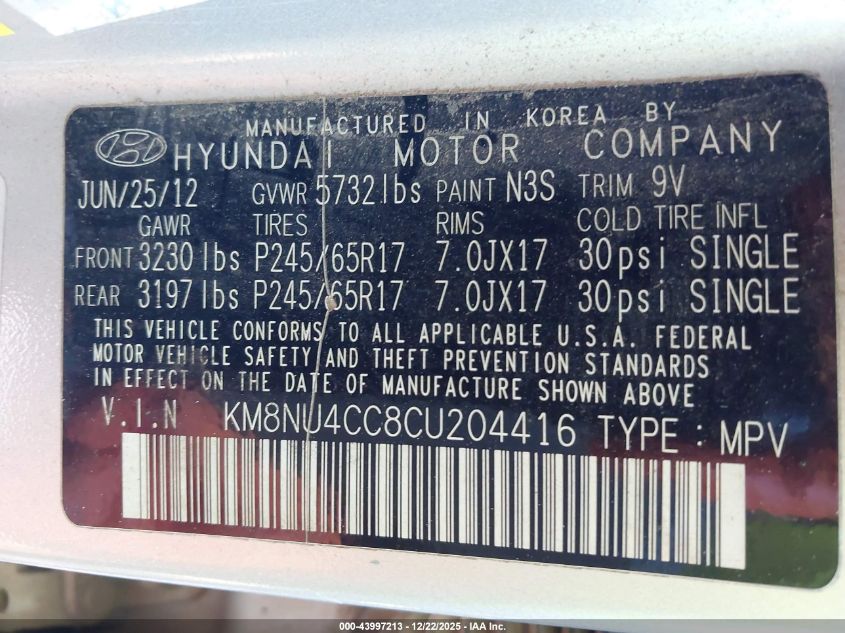 MANUFACTURED IN KOREA BY
HYUNDAI MOTOR COMPANY
JUN/25/12 GVWR 5732lbs PAINT N3S TRIM 9V
GAWR TIRES RIMS COLD TIRE INFL
FRONT 3230lbs P245/65R17 7.0JX17 30psi SINGLE
REAR 3197lbs P245/65R17 7.0JX17 30psi SINGLE
THIS VEHICLE CONFORMS TO ALL APPLICABLE U.S.A. FEDERAL
MOTOR VEHICLE SAFETY AND THEFT PREVENTION STANDARDS
IN EFFECT ON THE DATE OF MANUFACTURE SHOWN ABOVE
V.I.N KM8NU4CC8CU204416 TYPE : MPV
000-43997213 - 12/22/2025 - IAA Inc.